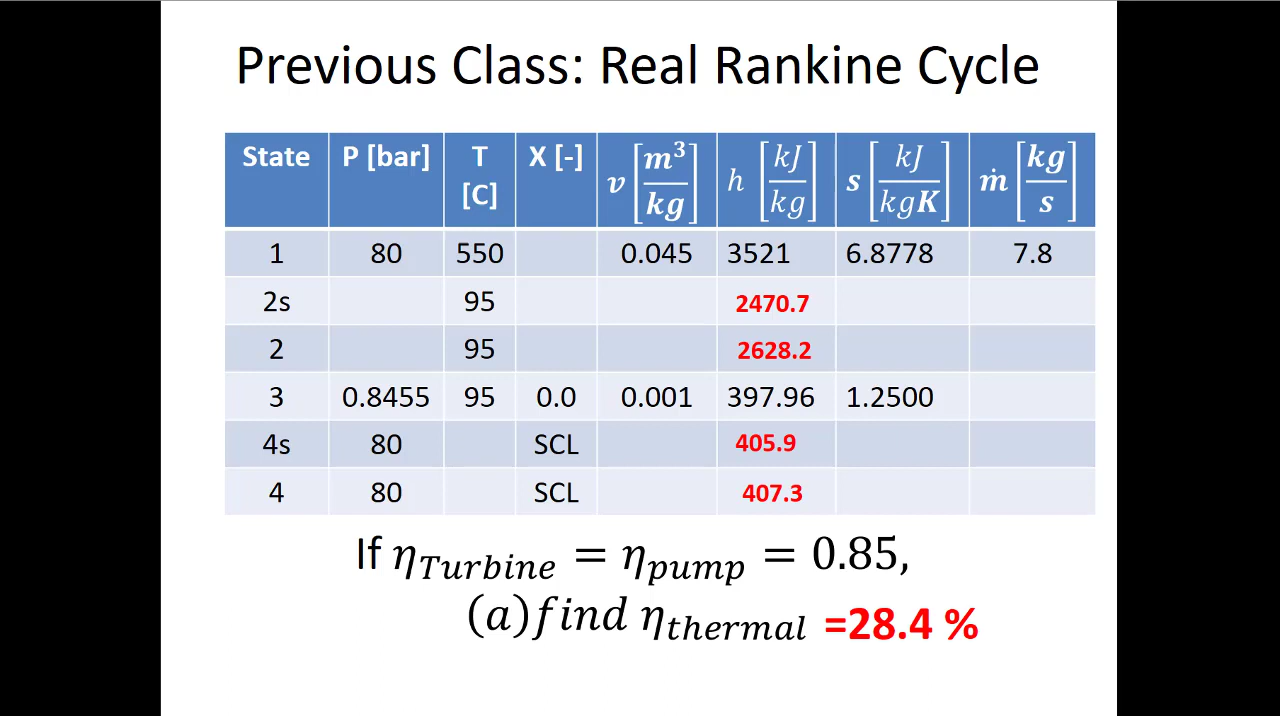 Previous Class: Real Rankine Cycle
State P [bar] T [C] X [-] v [m³/kg] h [kJ/kg] s [kJ/kgK] ṁ [kg/s]
1 80 550 0.045 3521 6.8778 7.8
2s 95 2470.7
2 95 2628.2
3 0.8455 95 0.0 0.001 397.96 1.2500
4s 80 SCL 405.9
4 80 SCL 407.3
If η_Turbine = η_pump = 0.85,
(a)find η_thermal =28.4 %